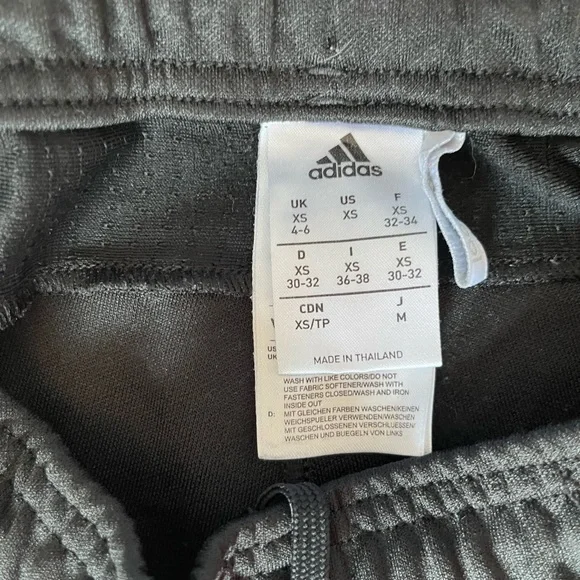 adidas
UK US F
XS XS XS
4-6 32-34
D I E
XS XS XS
30-32 36-38 30-32
CDN J
XS/TP M
MADE IN THAILAND
US
UK
WASH WITH LIKE COLORS/DO NOT
USE FABRIC SOFTENER/WASH WITH
FASTENERS CLOSED/WASH AND IRON
INSIDE OUT
D: MIT GLEICHEN FARBEN WASCHEN/KEINEN
WEICHSPÜLER VERWENDEN/WASCHEN
MIT GESCHLOSSENEN VERSCHLUESSEN/
WASCHEN UND BUEGELN VON LINKS